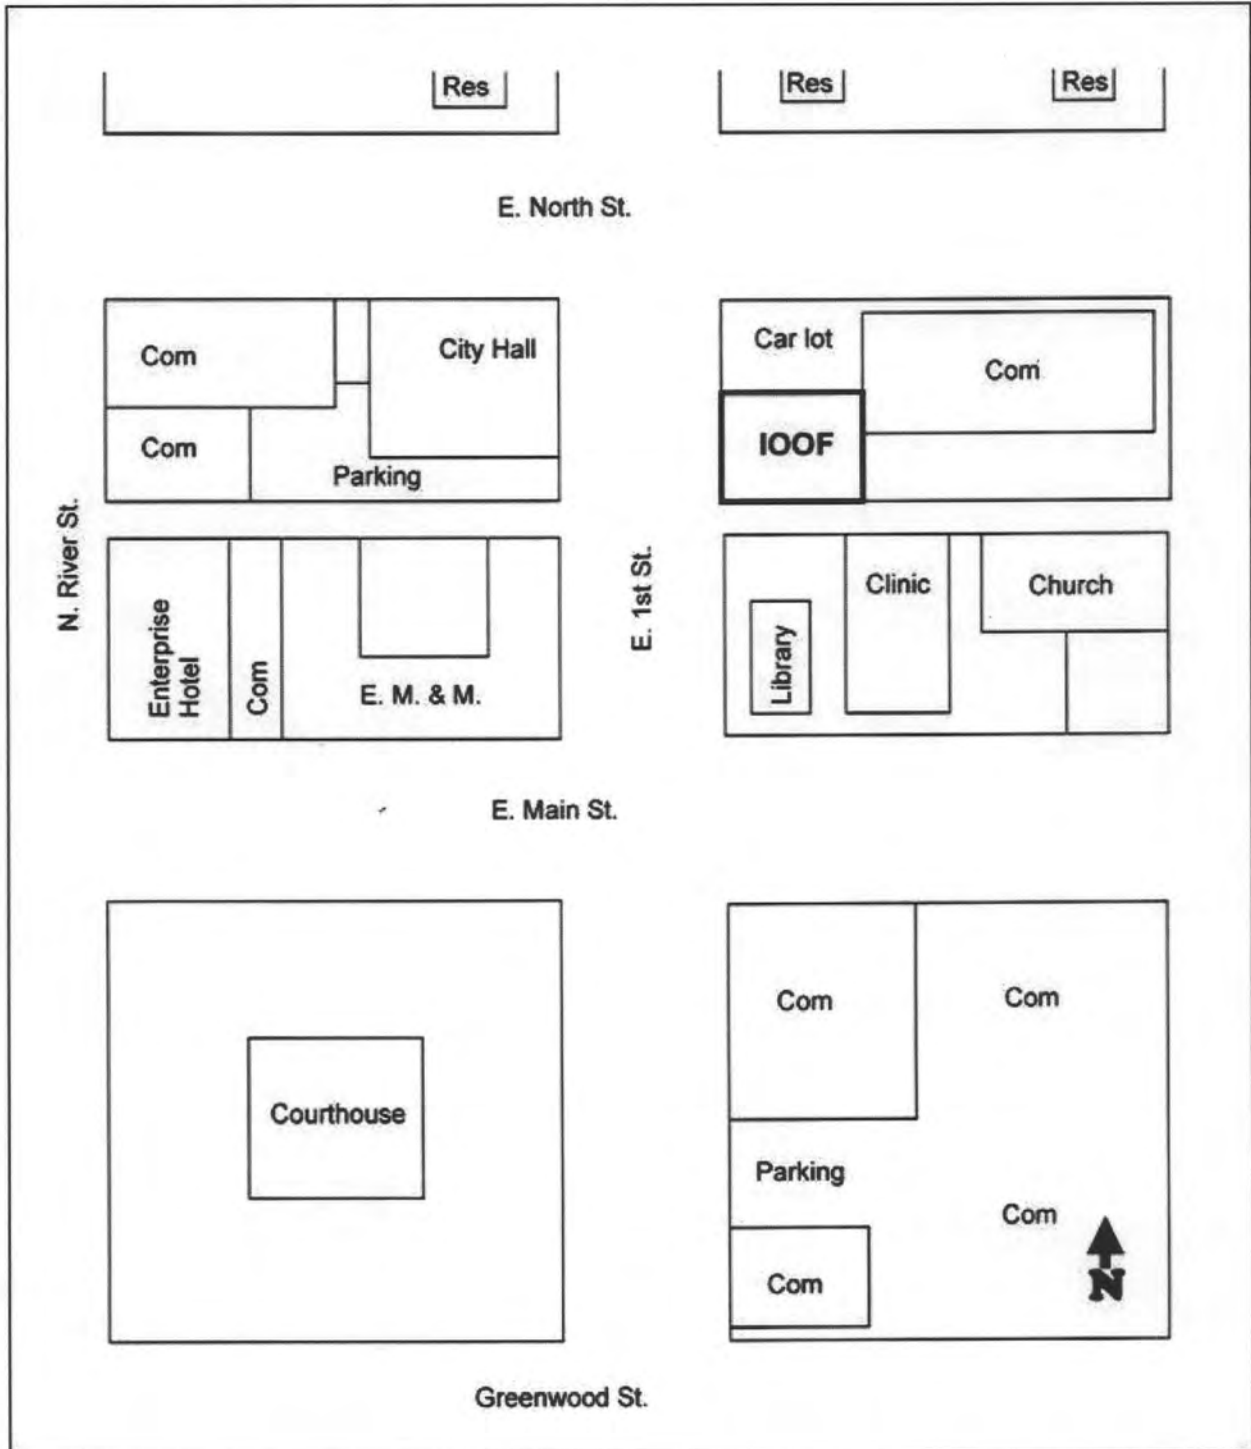 Res
Res
Res
E. North St.
Com
City Hall
Car lot
Com
Com
IOOF
Parking
N. River St.
E. 1st St.
Enterprise
Hotel
Com
E. M. & M.
Library
Clinic
Church
E. Main St.
Com
Com
Courthouse
Parking
Com
Com
N
Greenwood St.